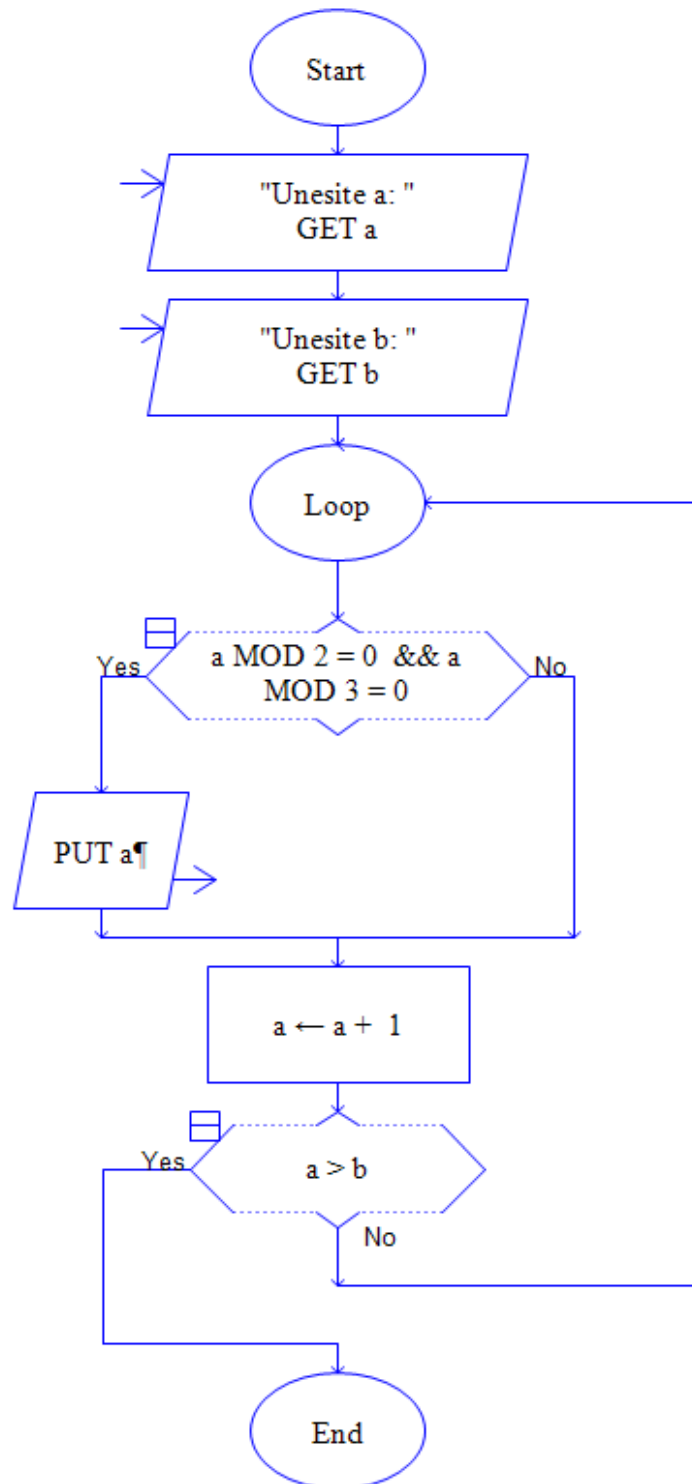 Start
"Unesite a: "
GET a
"Unesite b: "
GET b
Loop
a MOD 2 = 0  && a
MOD 3 = 0
Yes
No
PUT a¶
a ← a +  1
a > b
Yes
No
End